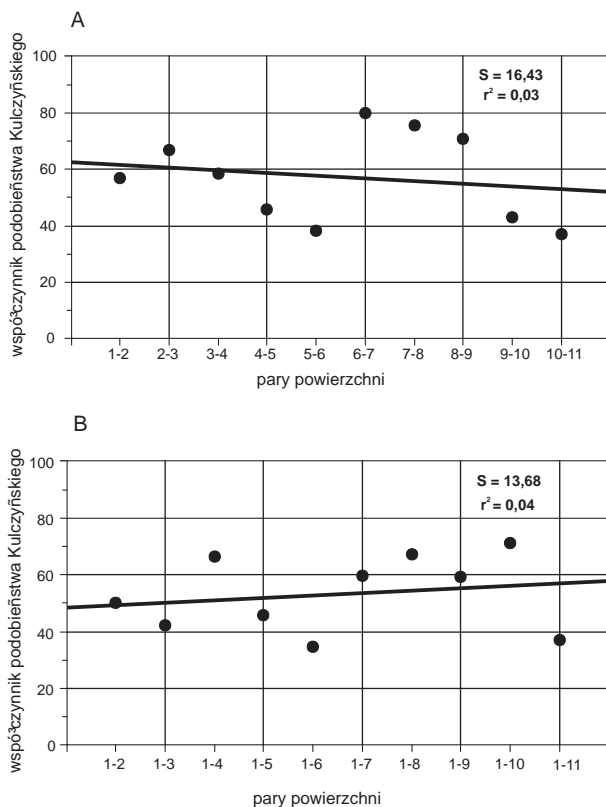 A
współczynnik podobieństwa Kulczyńskiego
100
80
60
40
20
0
S = 16,43
r² = 0,03
1-2 2-3 3-4 4-5 5-6 6-7 7-8 8-9 9-10 10-11
pary powierzchni
B
wspó³czynnik podobieństwa Kulczyńskiego
100
80
60
40
20
0
S = 13,68
r² = 0,04
1-2 1-3 1-4 1-5 1-6 1-7 1-8 1-9 1-10 1-11
pary powierzchni